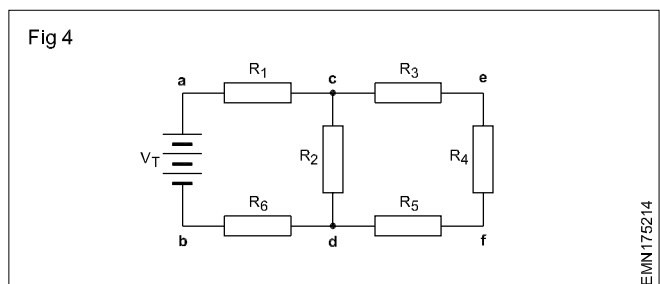 Fig 4
a R1 c R3 e
VT R2 R4
b R6 d R5 f
EMN175214